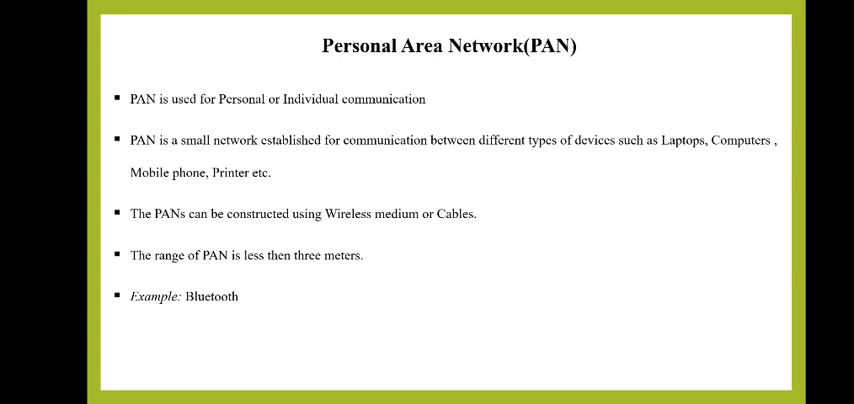 Personal Area Network(PAN)
▪ PAN is used for Personal or Individual communication
▪ PAN is a small network established for communication between different types of devices such as Laptops, Computers ,
Mobile phone, Printer etc.
▪ The PANs can be constructed using Wireless medium or Cables.
▪ The range of PAN is less then three meters.
▪ Example: Bluetooth